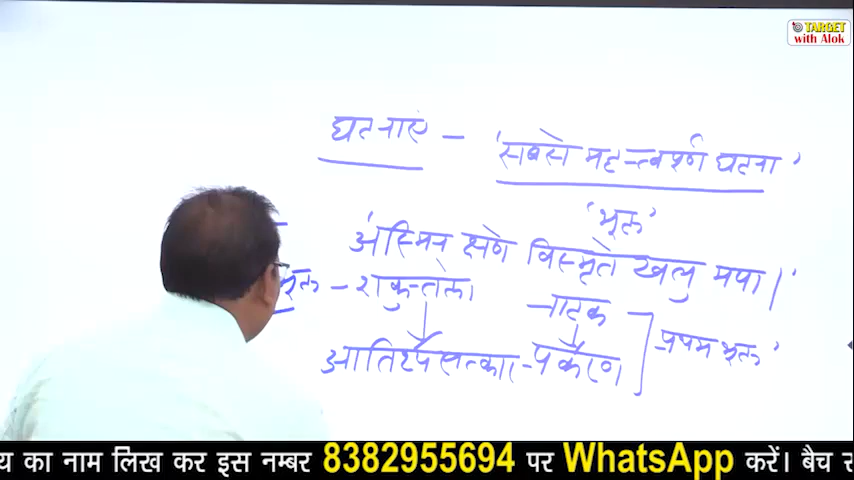 TARGET
with Alok
घटनाएं - 'सबसे महत्त्वपूर्ण घटना'
'भूल'
'अस्मिन् क्षणे विस्मृतं खलु मया।'
भूल - शकुन्तला नाटक
आतिथ्यसत्कार-प्रकरण
प्रथम भूल'
य का नाम लिख कर इस नम्बर 8382955694 पर WhatsApp करें। बैच